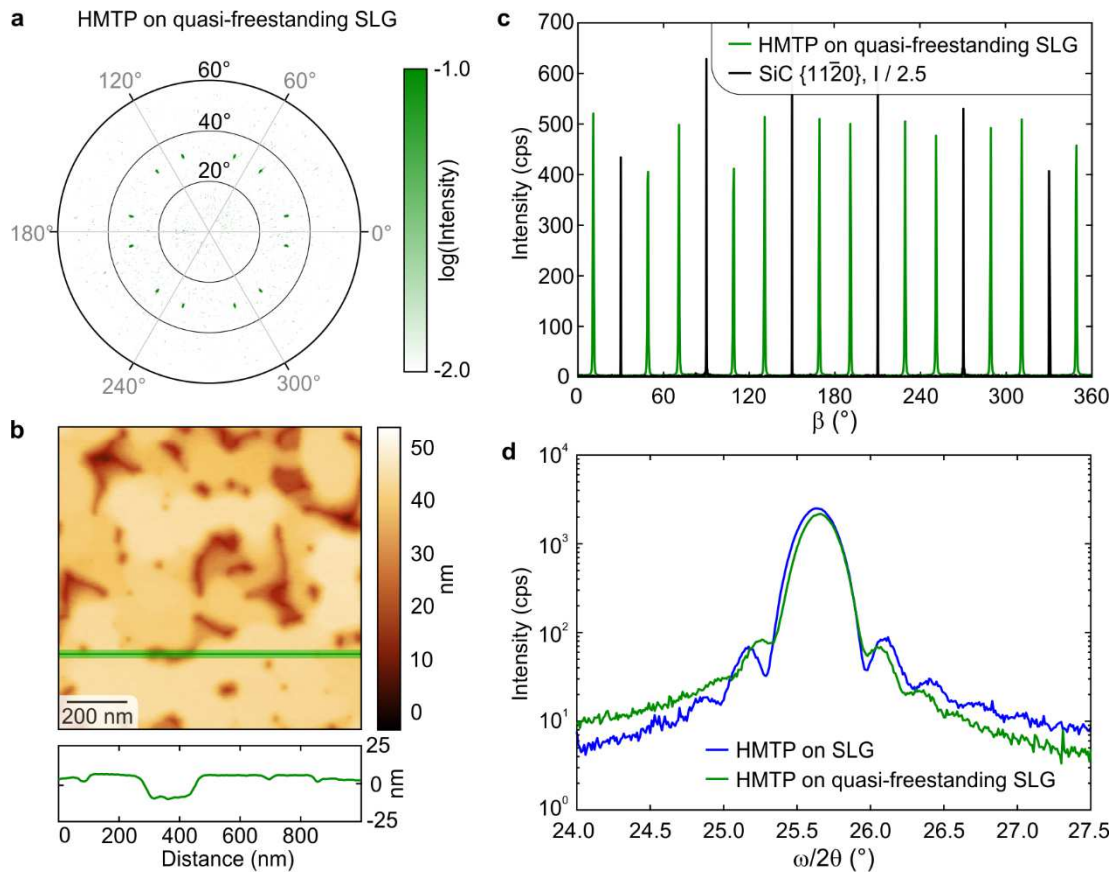 a HMTP on quasi-freestanding SLG
60°
120°
60°
40°
20°
180°
0°
240°
300°
-1.0
log(Intensity)
-2.0
b
50
40
30
20
10
0
nm
200 nm
25
0
-25
nm
0 200 400 600 800
Distance (nm)
c
700
600
500
400
300
200
100
0
Intensity (cps)
HMTP on quasi-freestanding SLG
SiC {112̄0}, I / 2.5
0 60 120 180 240 300 360
β (°)
d
10⁴
10³
10²
10¹
10⁰
Intensity (cps)
HMTP on SLG
HMTP on quasi-freestanding SLG
24.0 24.5 25.0 25.5 26.0 26.5 27.0 27.5
ω/2θ (°)